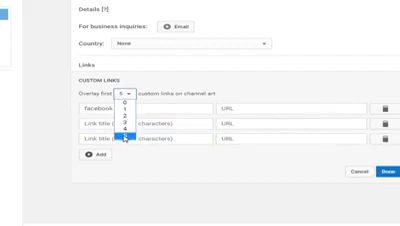 Details [?]
For business inquiries: Email
Country: None
Links
CUSTOM LINKS
Overlay first 5 custom links on channel art
0
1
2
3
4
facebook URL
Link title ( characters) URL
Link title ( characters) URL
Add
Cancel Done